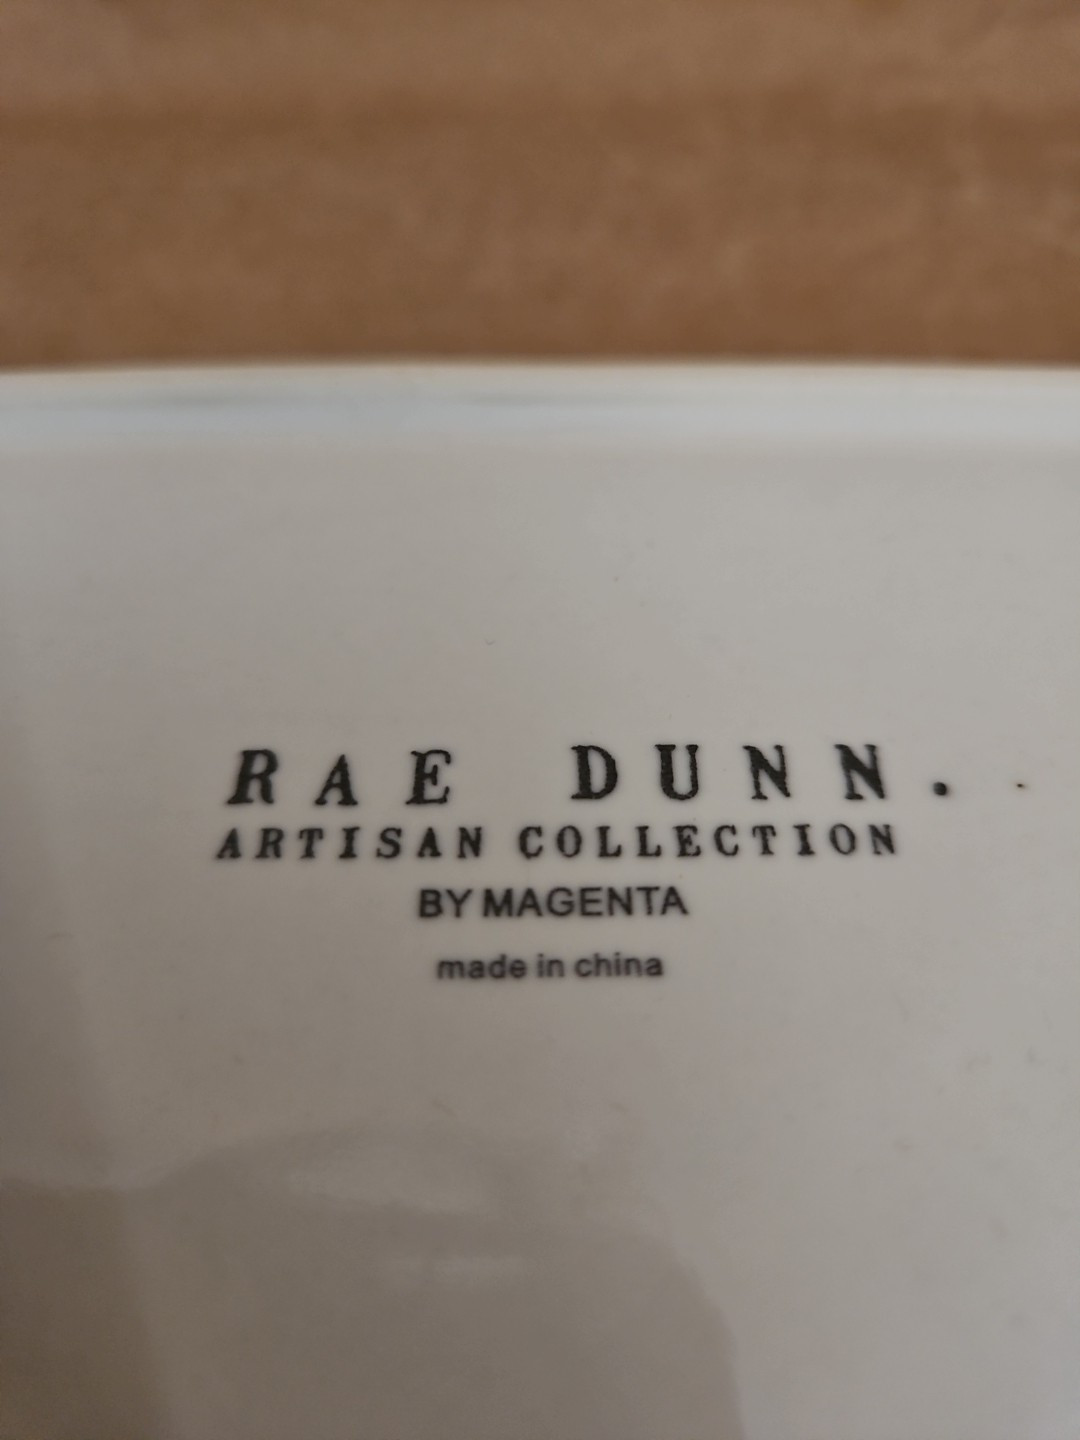 RAE DUNN.
ARTISAN COLLECTION
BY MAGENTA
made in china